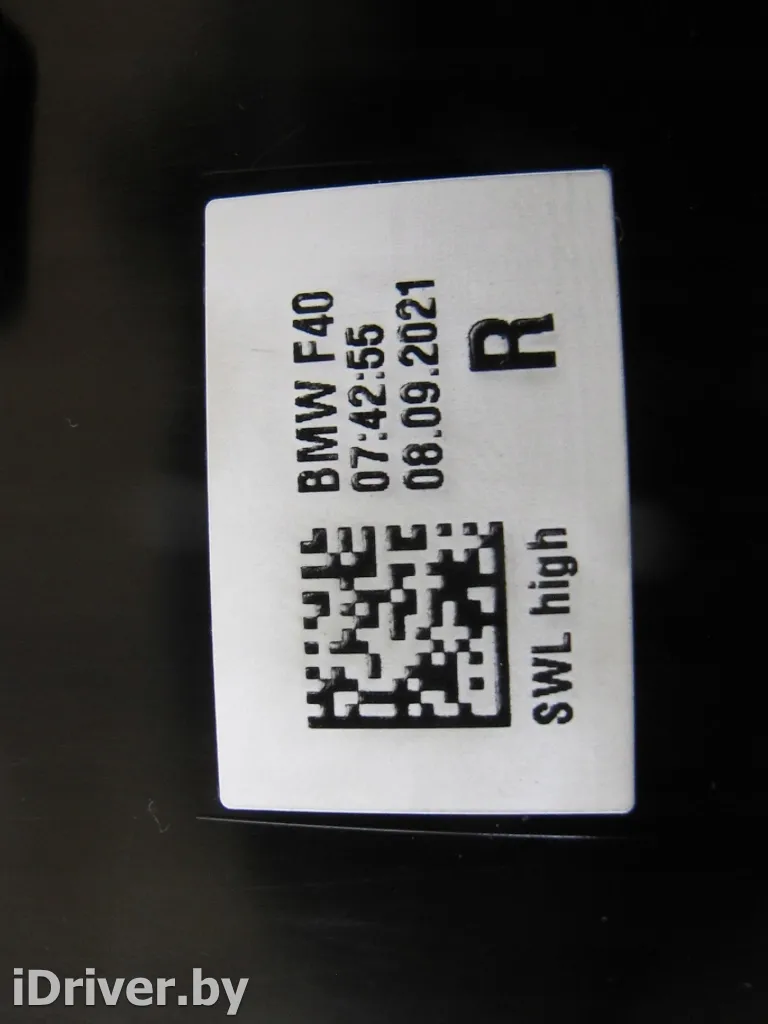 BMW F40
07:42:55
08.09.2021
R
SWL high
iDriver.by